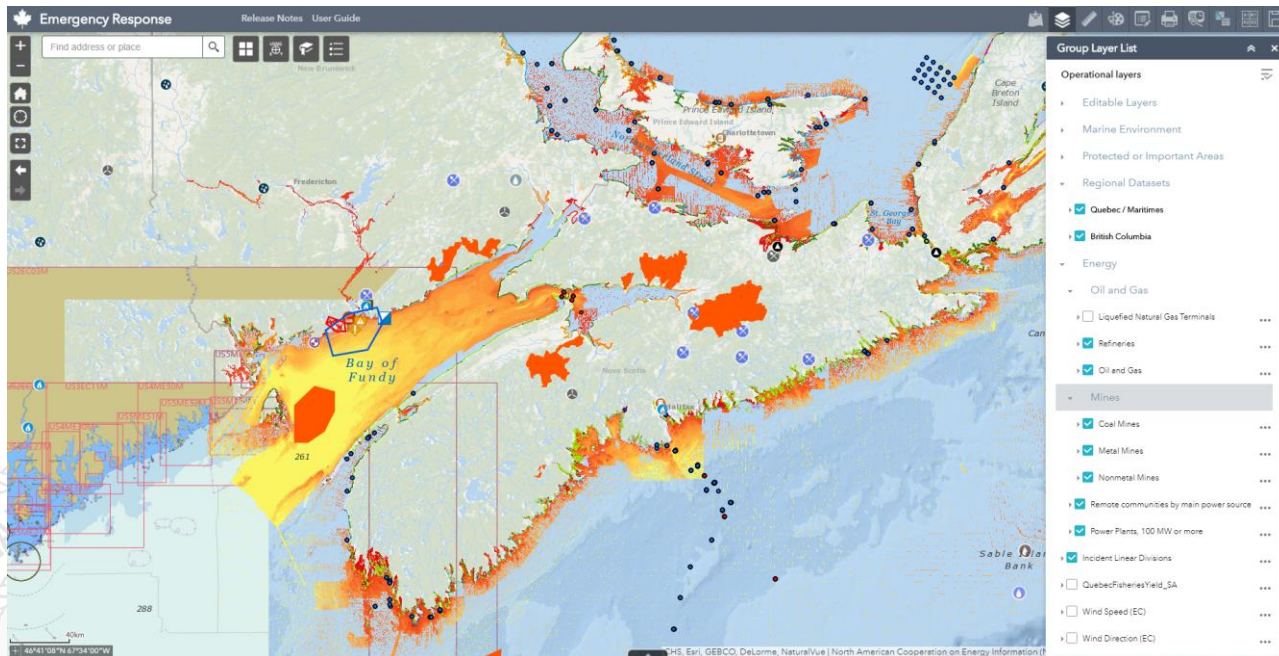 Emergency Response
Release Notes
User Guide
Find address or place
New Brunswick
Fredericton
Prince Edward Island
Prince Edward Island
Charlottetown
Cape
Breton
Island
St. George
Bay
Bay of
Fundy
Nova Scotia
Halifax
US2EC03M
US3EC11M
261
288
Bank
40km
46°41'08"N 67°34'00"W
Esri, GEBCO, DeLorme, NaturalVue | North American Cooperation on Energy Information
Group Layer List
Operational layers
Editable Layers
Marine Environment
Protected or Important Areas
Regional Datasets
Quebec / Maritimes
British Columbia
Energy
Oil and Gas
Liquefied Natural Gas Terminals
Refineries
Oil and Gas
Mines
Coal Mines
Metal Mines
Nonmetal Mines
Remote communities by main power source
Power Plants, 100 MW or more
Incident Linear Divisions
QuebecFisheriesYield_SA
Wind Speed (EC)
Wind Direction (EC)